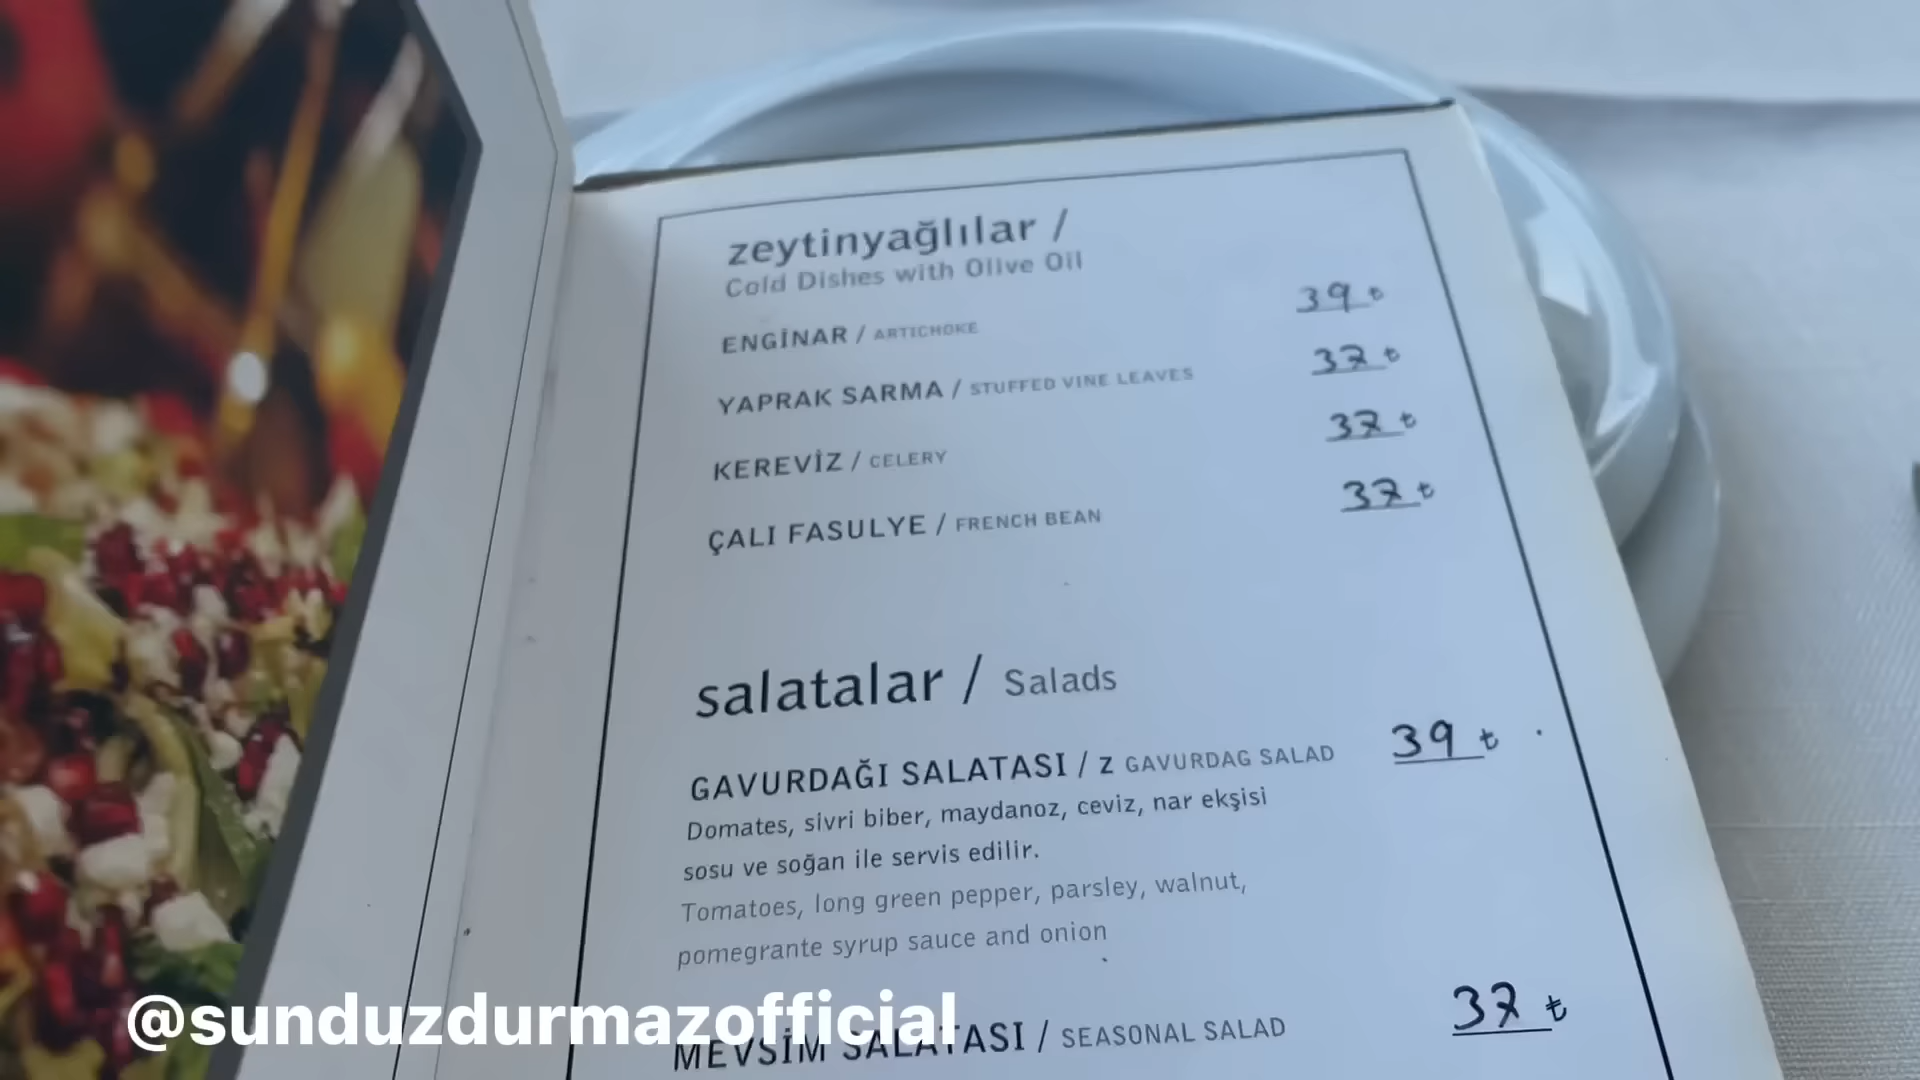 zeytinyağlılar /
Cold Dishes with Olive Oil
ENGİNAR / ARTICHOKE 39 ₺
YAPRAK SARMA / STUFFED VINE LEAVES 37 ₺
KEREVİZ / CELERY 37 ₺
ÇALI FASULYE / FRENCH BEAN 37 ₺
salatalar / Salads
GAVURDAĞI SALATASI / z GAVURDAG SALAD 39 ₺
Domates, sivri biber, maydanoz, ceviz, nar ekşisi
sosu ve soğan ile servis edilir.
Tomatoes, long green pepper, parsley, walnut,
pomegrante syrup sauce and onion
MEVSİM SALATASI / SEASONAL SALAD 37 ₺
@sunduzdurmazofficial